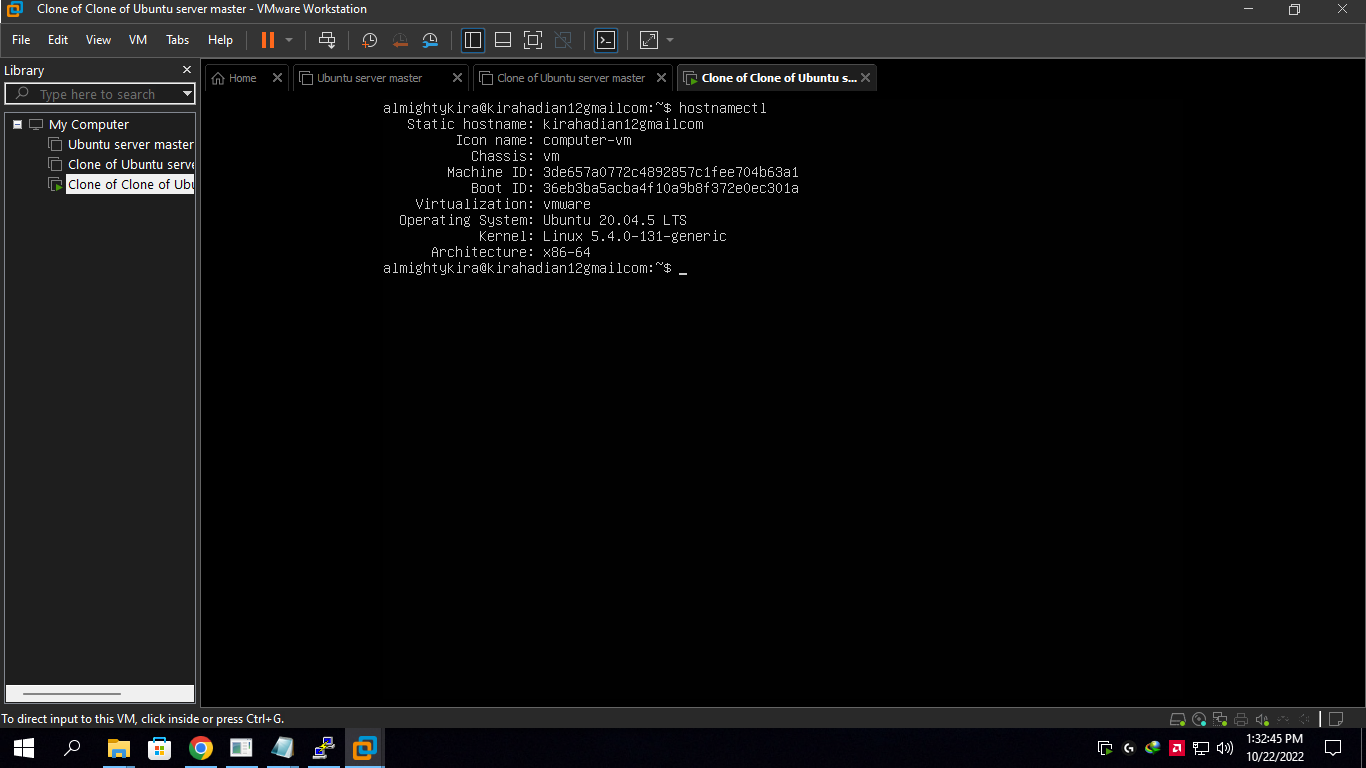 Clone of Clone of Ubuntu server master - VMware Workstation
File Edit View VM Tabs Help
Library
Type here to search
My Computer
Ubuntu server master
Clone of Ubuntu serve
Clone of Clone of Ubu
Home
Ubuntu server master
Clone of Ubuntu server master
Clone of Clone of Ubuntu s...
almightykira@kirahadian12gmailcom:~$ hostnamectl
Static hostname: kirahadian12gmailcom
Icon name: computer-vm
Chassis: vm
Machine ID: 3de657a0772c4892857c1fee704b63a1
Boot ID: 36eb3ba5acba4f10a9b8f372e0ec301a
Virtualization: vmware
Operating System: Ubuntu 20.04.5 LTS
Kernel: Linux 5.4.0-131-generic
Architecture: x86-64
almightykira@kirahadian12gmailcom:~$ _
To direct input to this VM, click inside or press Ctrl+G.
1:32:45 PM
10/22/2022